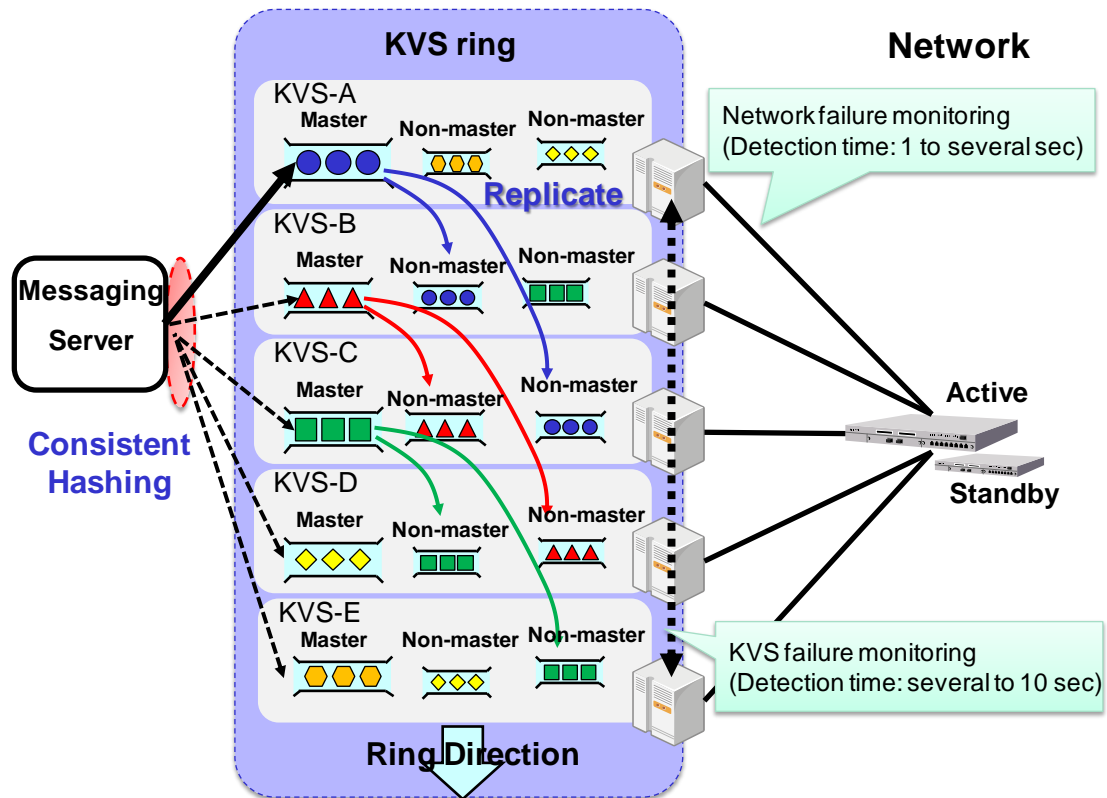 KVS ring
Network
KVS-A
Master
Non-master
Non-master
Replicate
Network failure monitoring
(Detection time: 1 to several sec)
KVS-B
Master
Non-master
Non-master
Messaging
Server
Consistent
Hashing
KVS-C
Master
Non-master
Non-master
Active
Standby
KVS-D
Master
Non-master
Non-master
KVS-E
Master
Non-master
Non-master
KVS failure monitoring
(Detection time: several to 10 sec)
Ring Direction